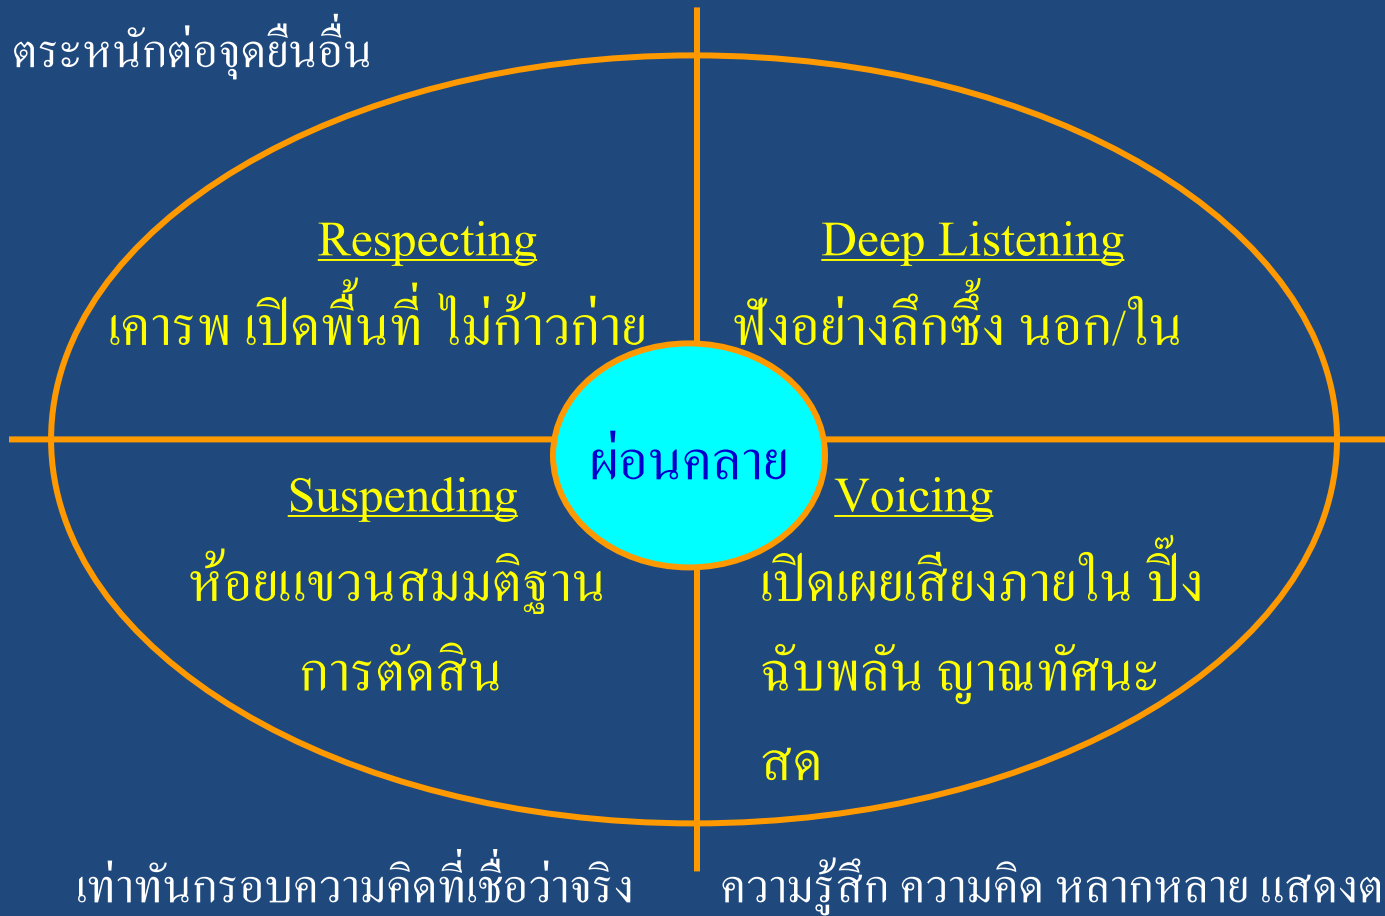 ตระหนักต่อจุดยืนอื่น
Respecting
เคารพ เปิดพื้นที่ ไม่ก้าวก่าย
Deep Listening
ฟังอย่างลึกซึ้ง นอก/ใน
ผ่อนคลาย
Suspending
ห้อยแขวนสมมติฐาน
การตัดสิน
Voicing
เปิดเผยเสียงภายใน ปิ๊ง
ฉับพลัน ญาณทัศนะ
สด
เท่าทันกรอบความคิดที่เชื่อว่าจริง
ความรู้สึก ความคิด หลากหลาย แสดงต